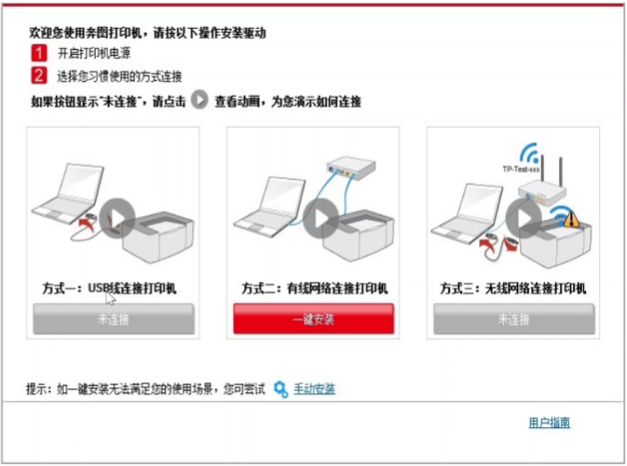 欢迎您使用奔图打印机，请按以下操作安装驱动
1 开启打印机电源
2 选择您习惯使用的方式连接
如果按钮显示"未连接"，请点击 查看动画，为您演示如何连接
TP-Test-xxx
方式一：USB线连接打印机
未连接
方式二：有线网络连接打印机
一键安装
方式三：无线网络连接打印机
未连接
提示：如一键安装无法满足您的使用场景，您可尝试 手动安装
用户指南